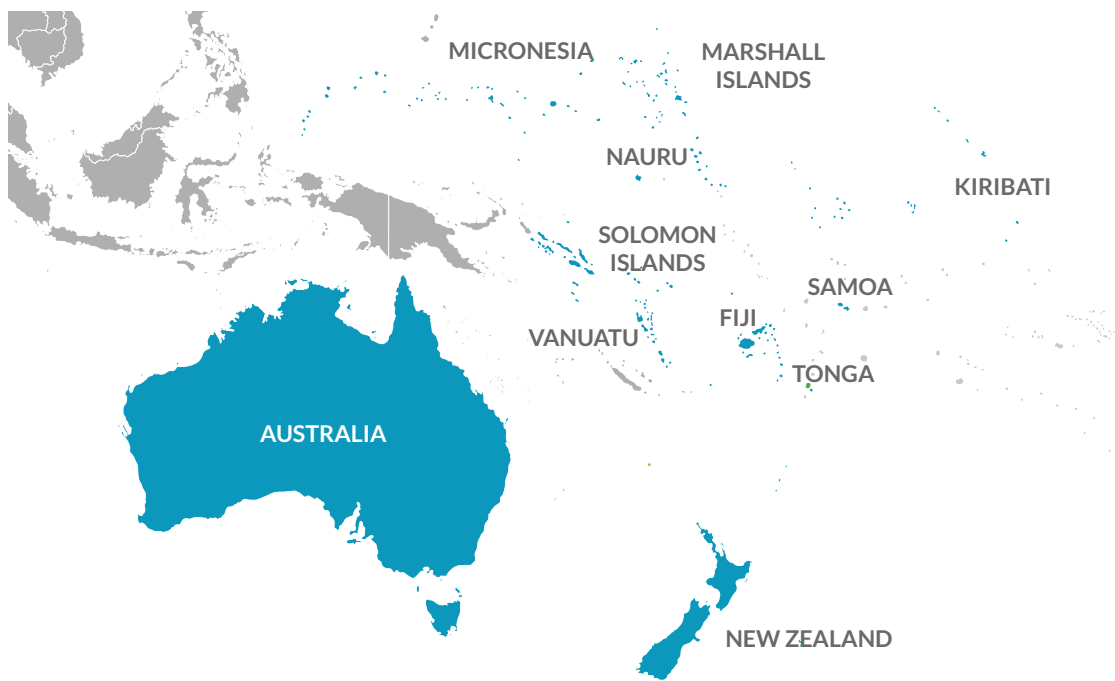 MICRONESIA
MARSHALL
ISLANDS
NAURU
KIRIBATI
SOLOMON
ISLANDS
SAMOA
FIJI
VANUATU
TONGA
AUSTRALIA
NEW ZEALAND